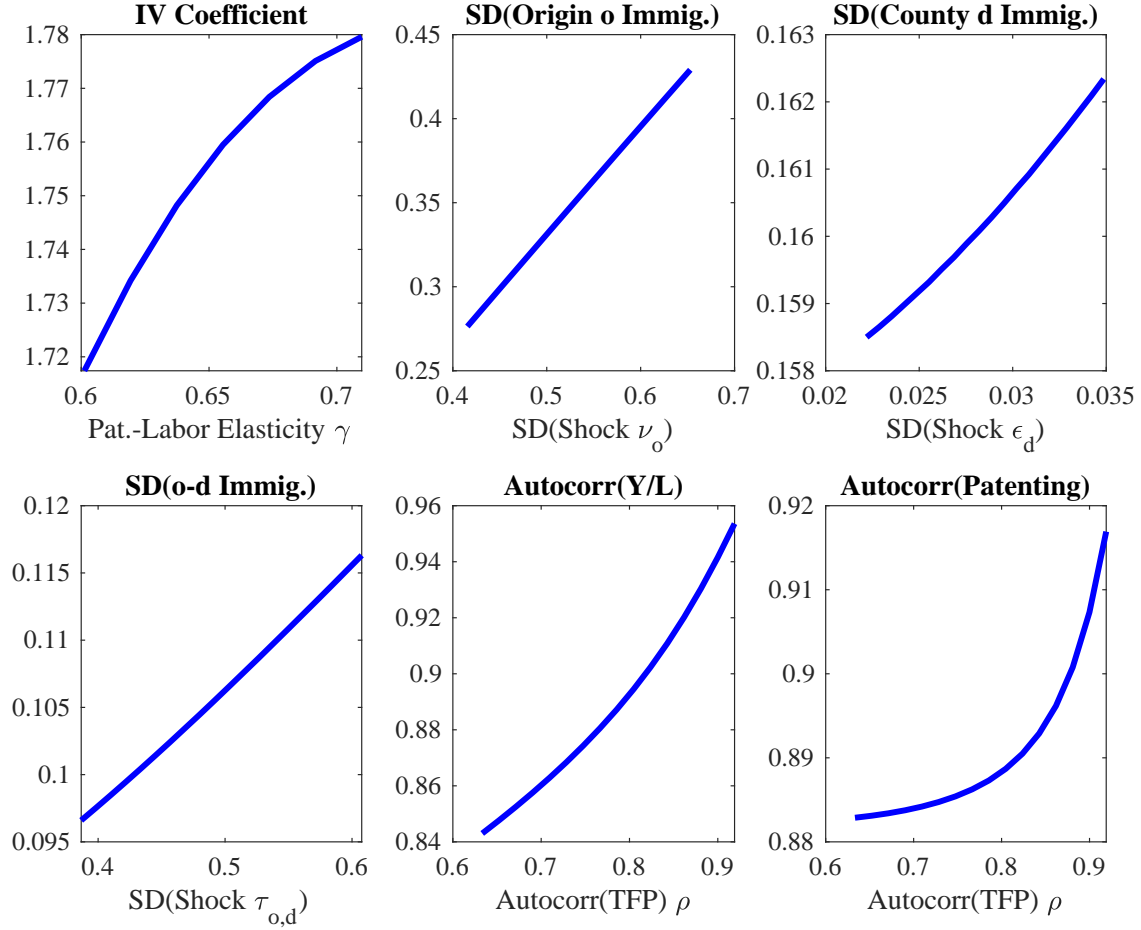 IV Coefficient
1.78
1.77
1.76
1.75
1.74
1.73
1.72
0.6 0.65 0.7
Pat.-Labor Elasticity γ
SD(Origin o Immig.)
0.45
0.4
0.35
0.3
0.25
0.4 0.5 0.6 0.7
SD(Shock ν_o)
SD(County d Immig.)
0.163
0.162
0.161
0.16
0.159
0.158
0.02 0.025 0.03 0.035
SD(Shock ϵ_d)
SD(o-d Immig.)
0.12
0.115
0.11
0.105
0.1
0.095
0.4 0.5 0.6
SD(Shock τ_o,d)
Autocorr(Y/L)
0.96
0.94
0.92
0.9
0.88
0.86
0.84
0.6 0.7 0.8 0.9
Autocorr(TFP) ρ
Autocorr(Patenting)
0.92
0.91
0.9
0.89
0.88
0.6 0.7 0.8 0.9
Autocorr(TFP) ρ